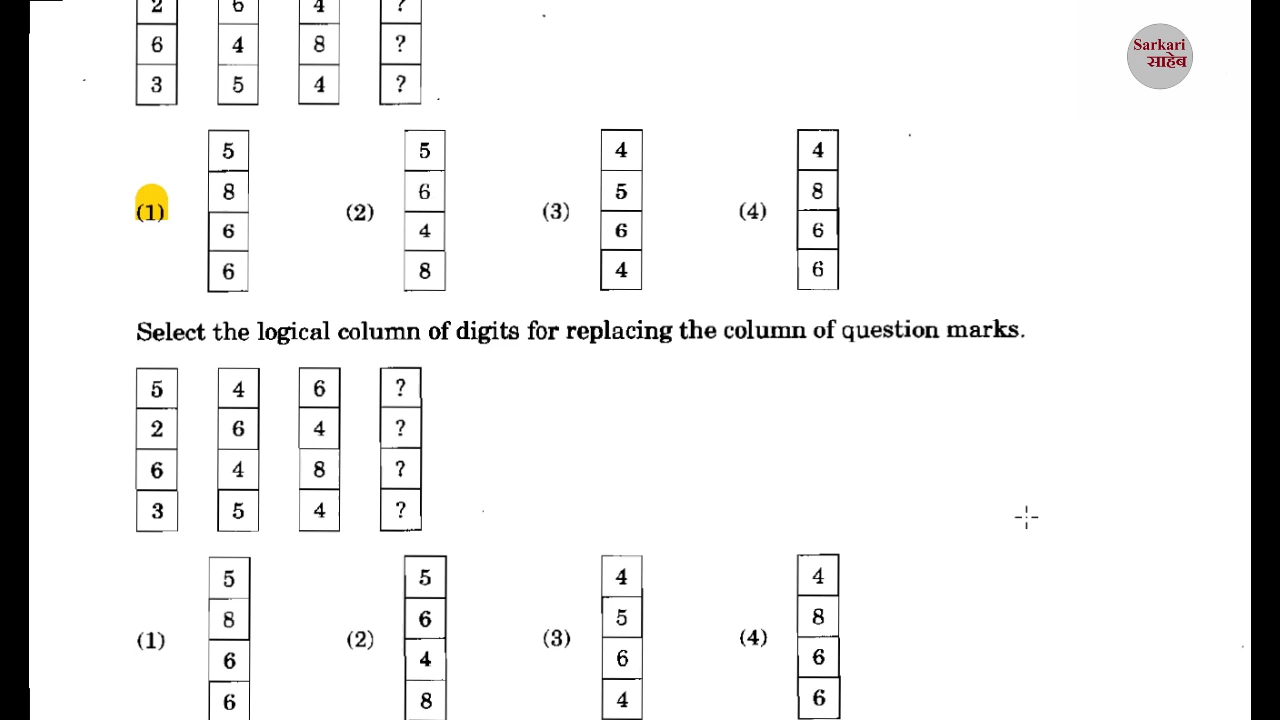 Sarkari
साहेब
2 6 4 ?
6 4 8 ?
3 5 4 ?
5 5 4 4
8 6 5 8
(1) (2) (3) (4)
6 4 6 6
6 8 4 6
Select the logical column of digits for replacing the column of question marks.
5 4 6 ?
2 6 4 ?
6 4 8 ?
3 5 4 ?
5 5 4 4
8 6 5 8
(1) (2) (3) (4)
6 4 6 6
6 8 4 6